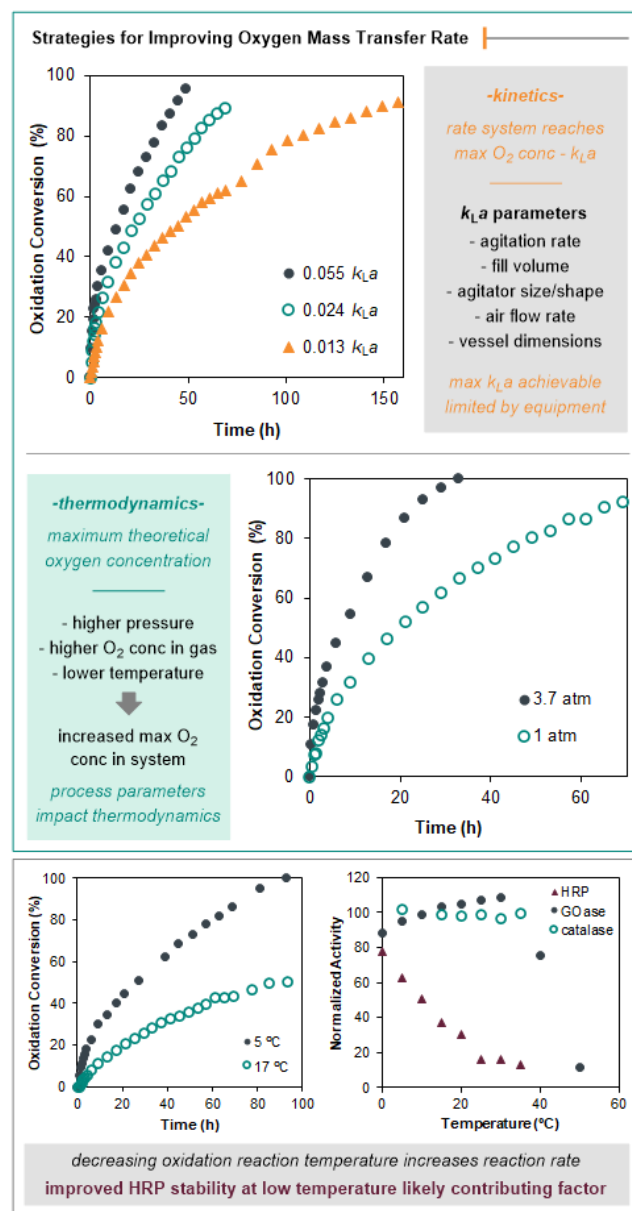 Strategies for Improving Oxygen Mass Transfer Rate
Oxidation Conversion (%)
100
80
60
40
20
0
0.055 kLa
0.024 kLa
0.013 kLa
0
50
100
150
Time (h)
-kinetics-
rate system reaches
max O2 conc - kLa
kLa parameters
- agitation rate
- fill volume
- agitator size/shape
- air flow rate
- vessel dimensions
max kLa achievable
limited by equipment
-thermodynamics-
maximum theoretical
oxygen concentration
- higher pressure
- higher O2 conc in gas
- lower temperature
increased max O2
conc in system
process parameters
impact thermodynamics
Oxidation Conversion (%)
100
80
60
40
20
0
3.7 atm
1 atm
0
20
40
60
Time (h)
Oxidation Conversion (%)
100
80
60
40
20
0
5 ºC
17 ºC
0
20
40
60
80
100
Time (h)
Normalized Activity
120
100
80
60
40
20
0
HRP
GOase
catalase
0
20
40
60
Temperature (ºC)
decreasing oxidation reaction temperature increases reaction rate
improved HRP stability at low temperature likely contributing factor